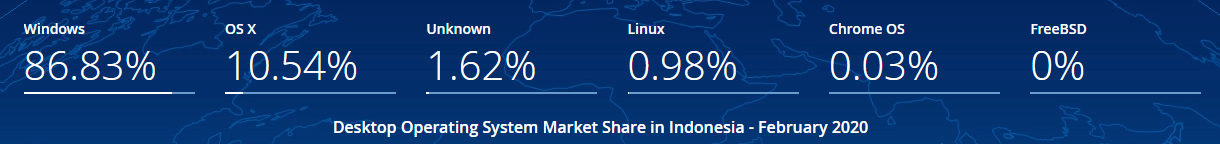 Windows OS X Unknown Linux Chrome OS FreeBSD
86.83% 10.54% 1.62% 0.98% 0.03% 0%
Desktop Operating System Market Share in Indonesia - February 2020